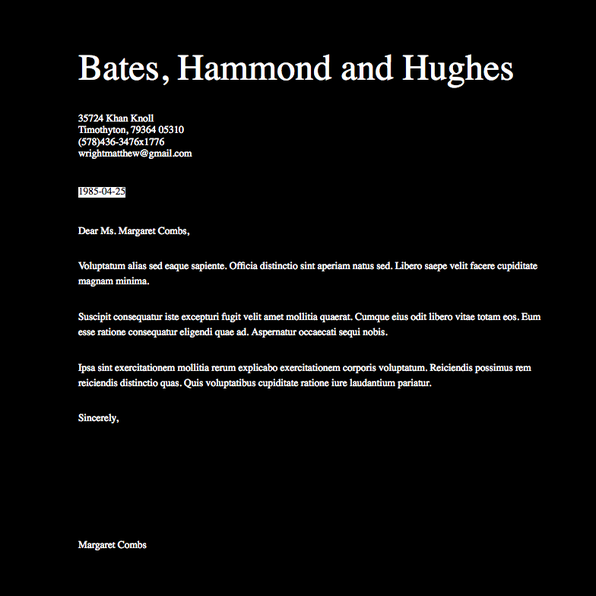 Bates, Hammond and Hughes
35724 Khan Knoll
Timothyton, 79364 05310
(578)436-3476x1776
wrightmatthew@gmail.com
1985-04-25
Dear Ms. Margaret Combs,
Voluptatum alias sed eaque sapiente. Officia distinctio sint aperiam natus sed. Libero saepe velit facere cupiditate
magnam minima.
Suscipit consequatur iste excepturi fugit velit amet mollitia quaerat. Cumque eius odit libero vitae totam eos. Eum
esse ratione consequatur eligendi quae ad. Aspernatur occaecati sequi nobis.
Ipsa sint exercitationem mollitia rerum explicabo exercitationem corporis voluptatum. Reiciendis possimus rem
reiciendis distinctio quas. Quis voluptatibus cupiditate ratione iure laudantium pariatur.
Sincerely,
Margaret Combs